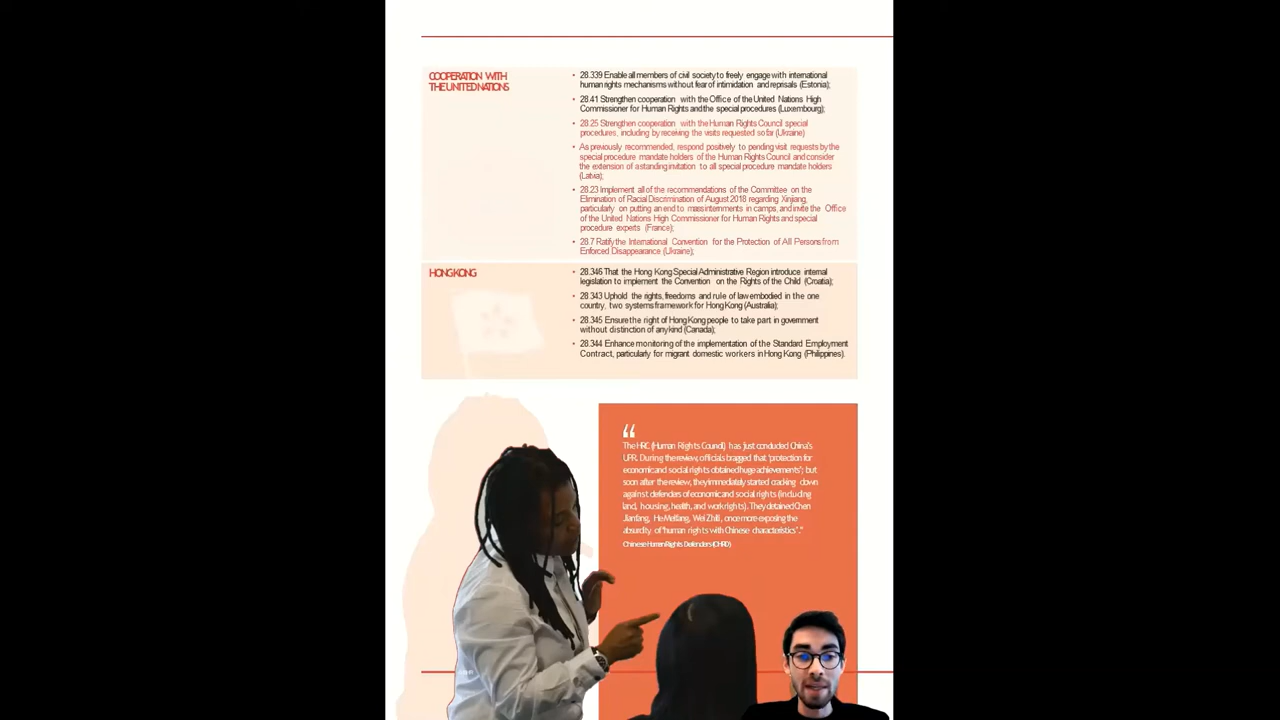 COOPERATION WITH
THE UNITED NATIONS
• 28.339 Enable all members of civil society to freely engage with international
human rights mechanisms without fear of intimidation and reprisals (Estonia);
• 28.41 Strengthen cooperation with the Office of the United Nations High
Commissioner for Human Rights and the special procedures (Luxembourg);
• 28.25 Strengthen cooperation with the Human Rights Council special
procedures, including by receiving the visits requested so far (Ukraine)
• As previously recommended, respond positively to pending visit requests by the
special procedure mandate holders of the Human Rights Council and consider
the extension of a standing invitation to all special procedure mandate holders
(Latvia);
• 28.23 Implement all of the recommendations of the Committee on the
Elimination of Racial Discrimination of August 2018 regarding Xinjiang,
particularly on putting an end to mass internments in camps, and invite the Office
of the United Nations High Commissioner for Human Rights and special
procedure experts (France);
• 28.7 Ratify the International Convention for the Protection of All Persons from
Enforced Disappearance (Ukraine);
HONG KONG
• 28.346 That the Hong Kong Special Administrative Region introduce internal
legislation to implement the Convention on the Rights of the Child (Croatia);
• 28.343 Uphold the rights, freedoms and rule of law embodied in the one
country, two systems framework for Hong Kong (Australia);
• 28.345 Ensure the right of Hong Kong people to take part in government
without distinction of any kind (Canada);
• 28.344 Enhance monitoring of the implementation of the Standard Employment
Contract, particularly for migrant domestic workers in Hong Kong (Philippines).
“
The HRC (Human Rights Council) has just conducted China's
UPR. During the review, officials bragged that "protection for
economic and social rights obtained huge achievements"; but
soon after the review, they immediately started cracking down
against defenders of economic and social rights (including
land, housing, health, and work rights). They detained Chen
Jianfang, He Meifang, Wei Zhili, once more exposing the
absurdity of "human rights with Chinese characteristics"."
Chinese Human Rights Defenders (CHRD)